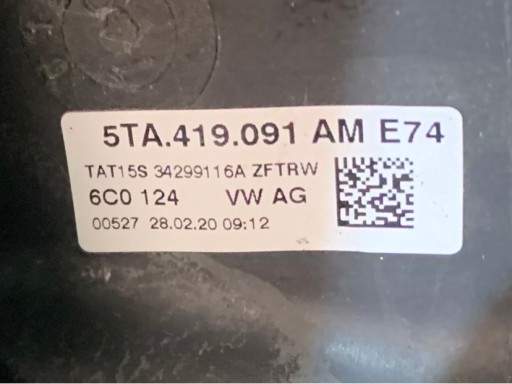 5TA.419.091 AM E74
TAT15S 34299116A ZFTRW
6C0 124 VW AG
00527 28.02.20 09:12